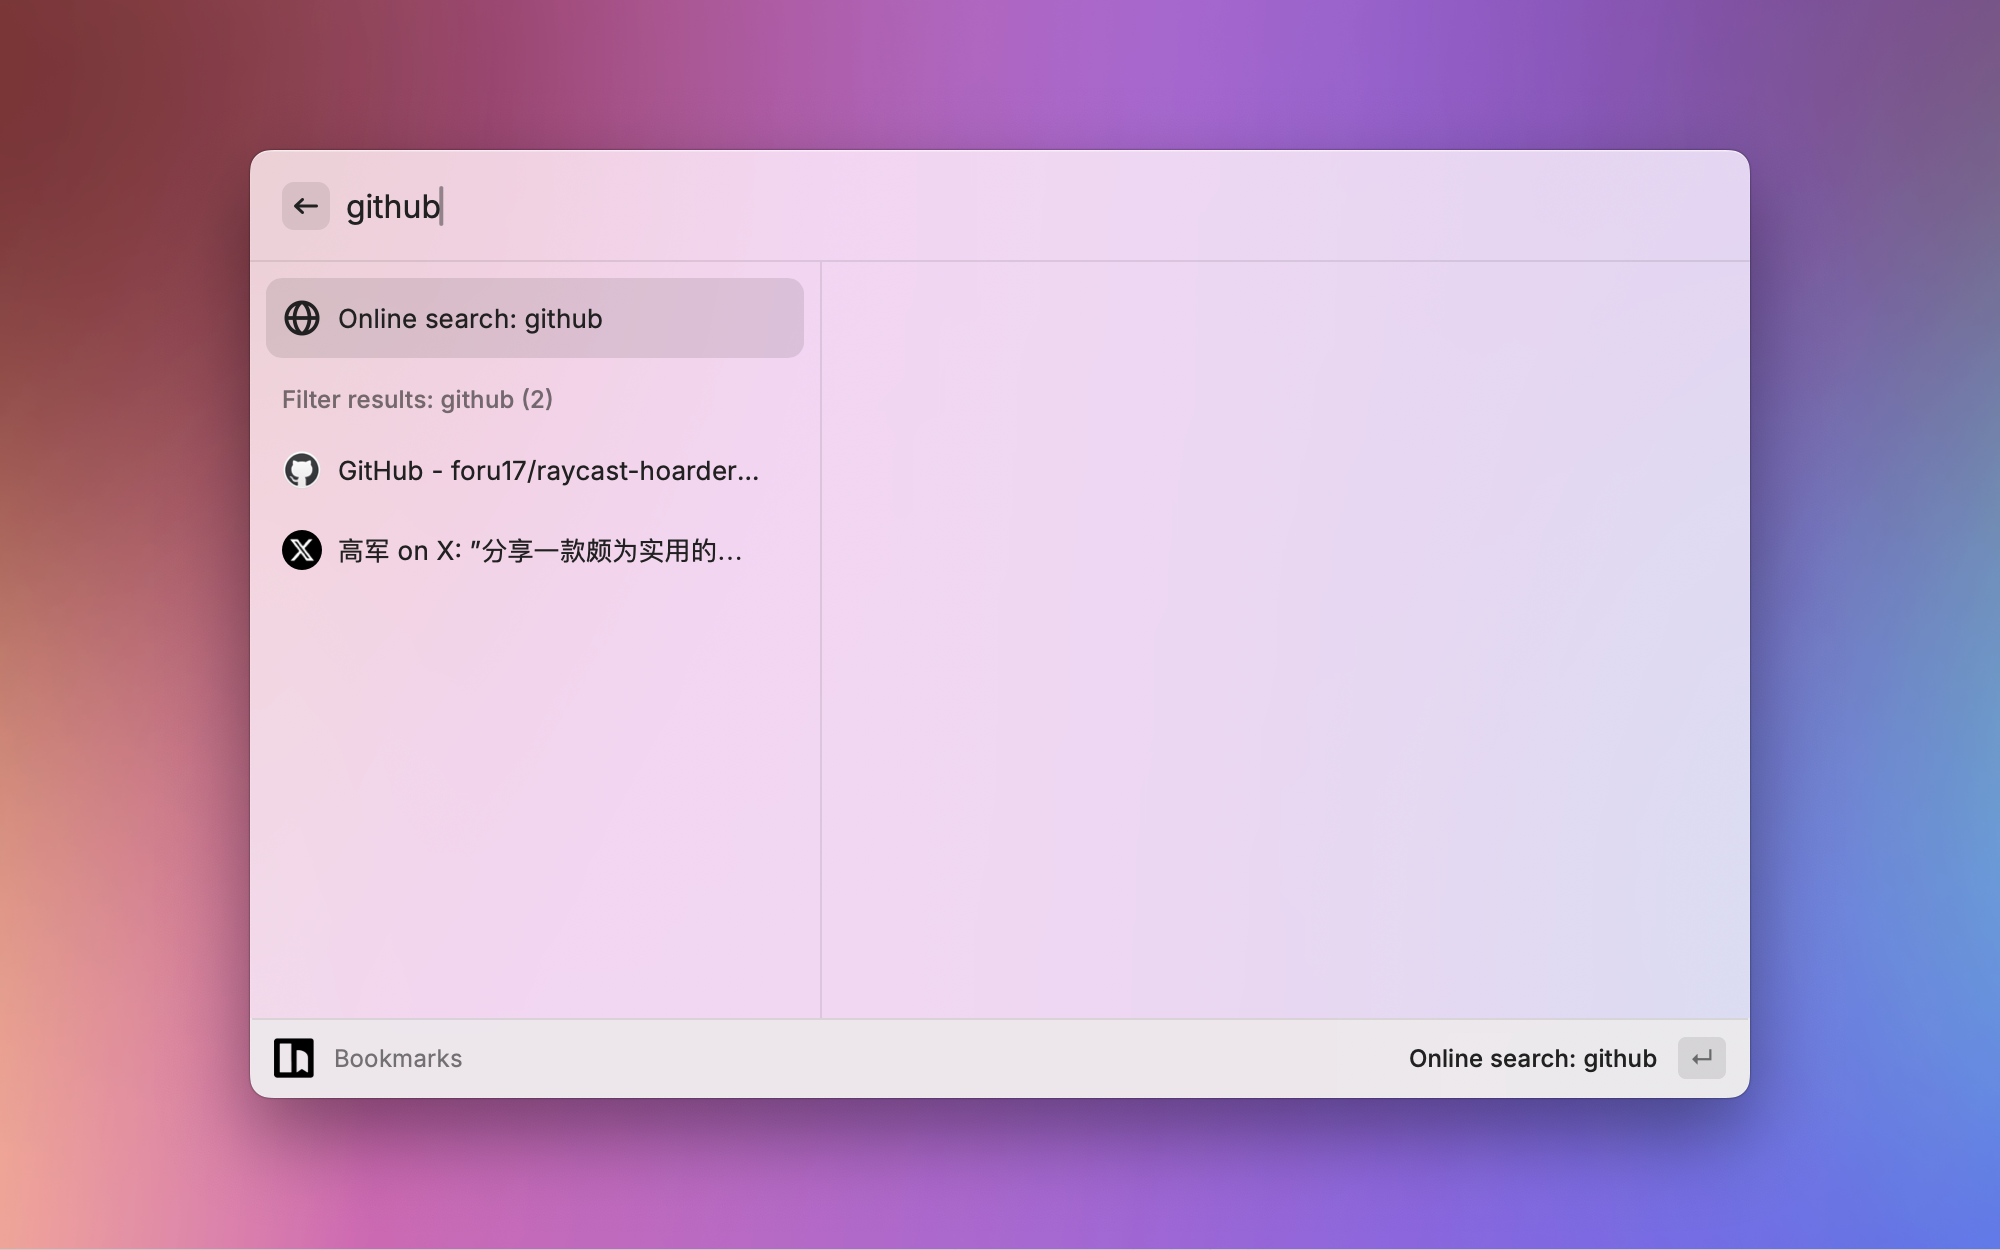 github
Online search: github
Filter results: github (2)
GitHub - foru17/raycast-hoarder...
高军 on X: "分享一款颇为实用的...
Bookmarks
Online search: github